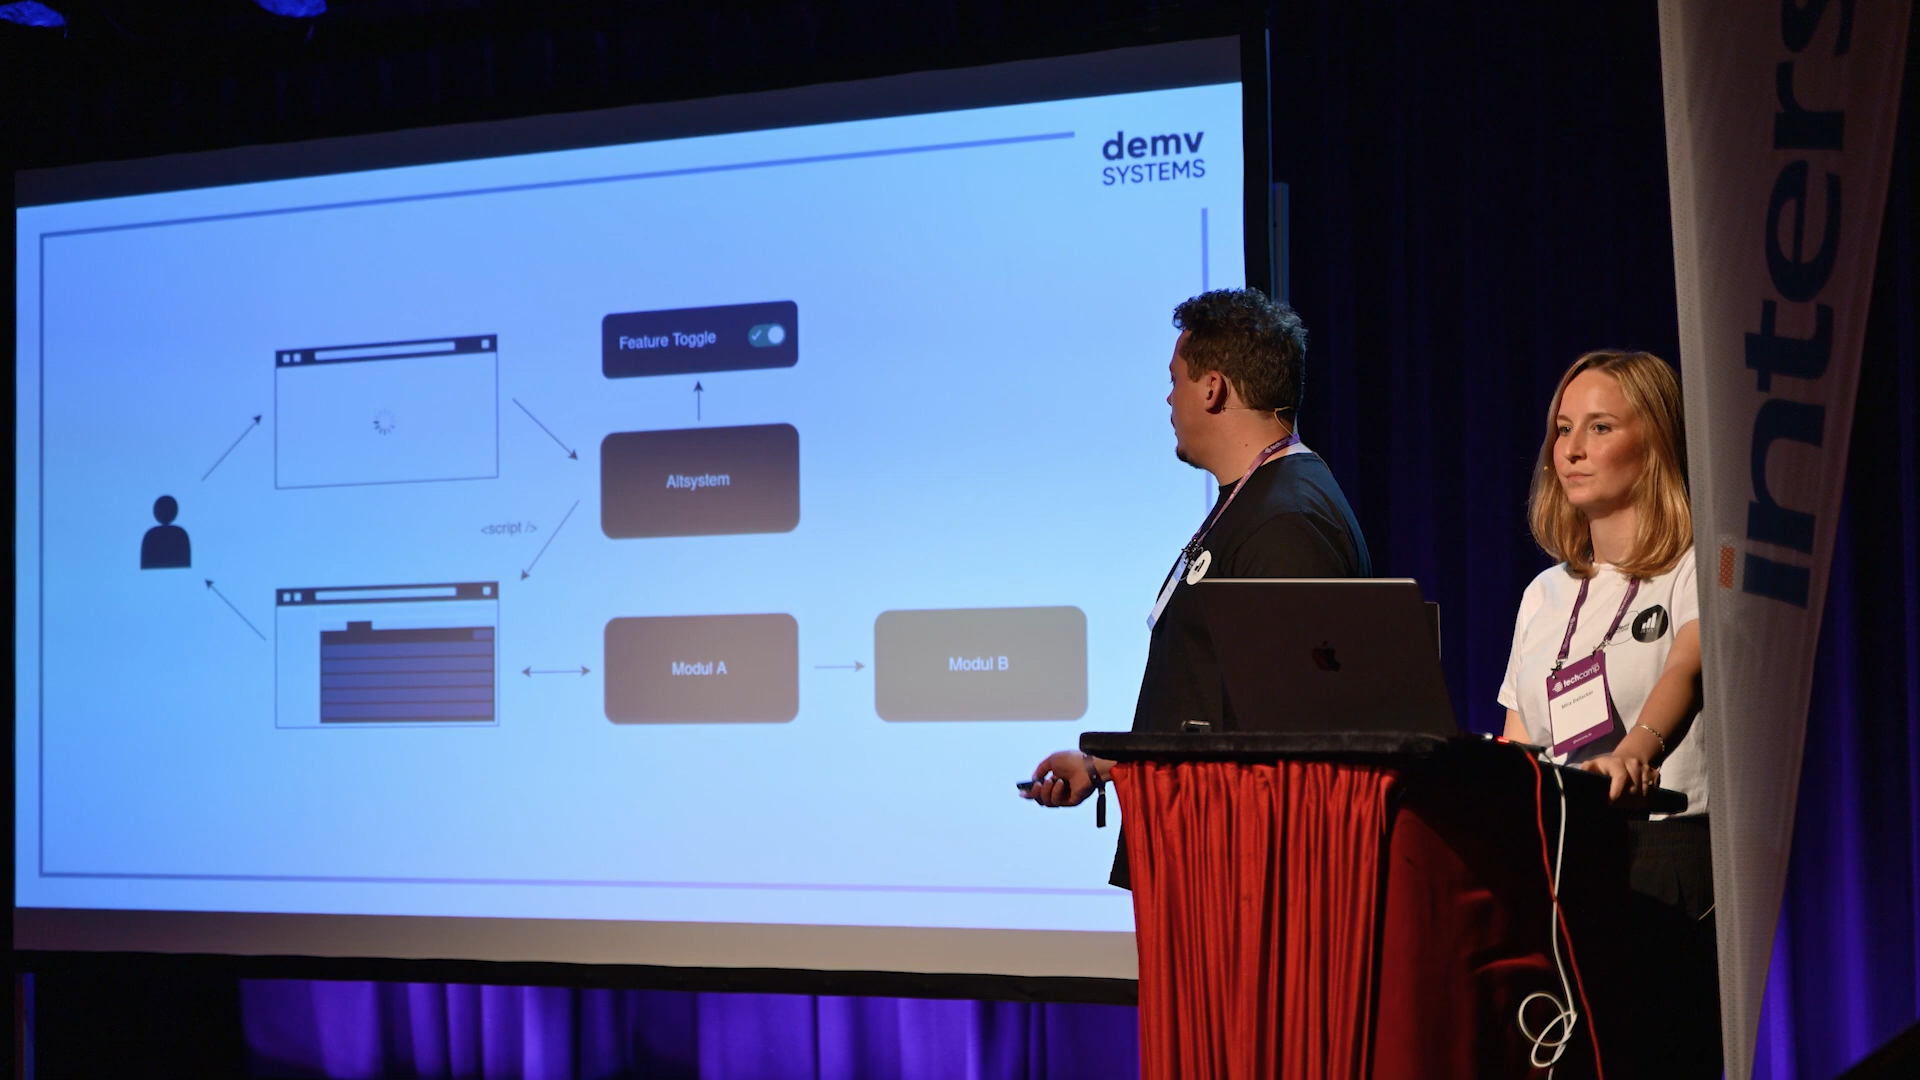 demv
SYSTEMS
Feature Toggle
Altsystem
<script />
Modul A
Modul B
inters
techcamp